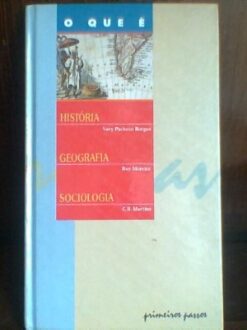 O QUE É
HISTÓRIA
Vavy Pacheco Borges
GEOGRAFIA
Ruy Moreira
SOCIOLOGIA
C.B. Martins
primeiros passos